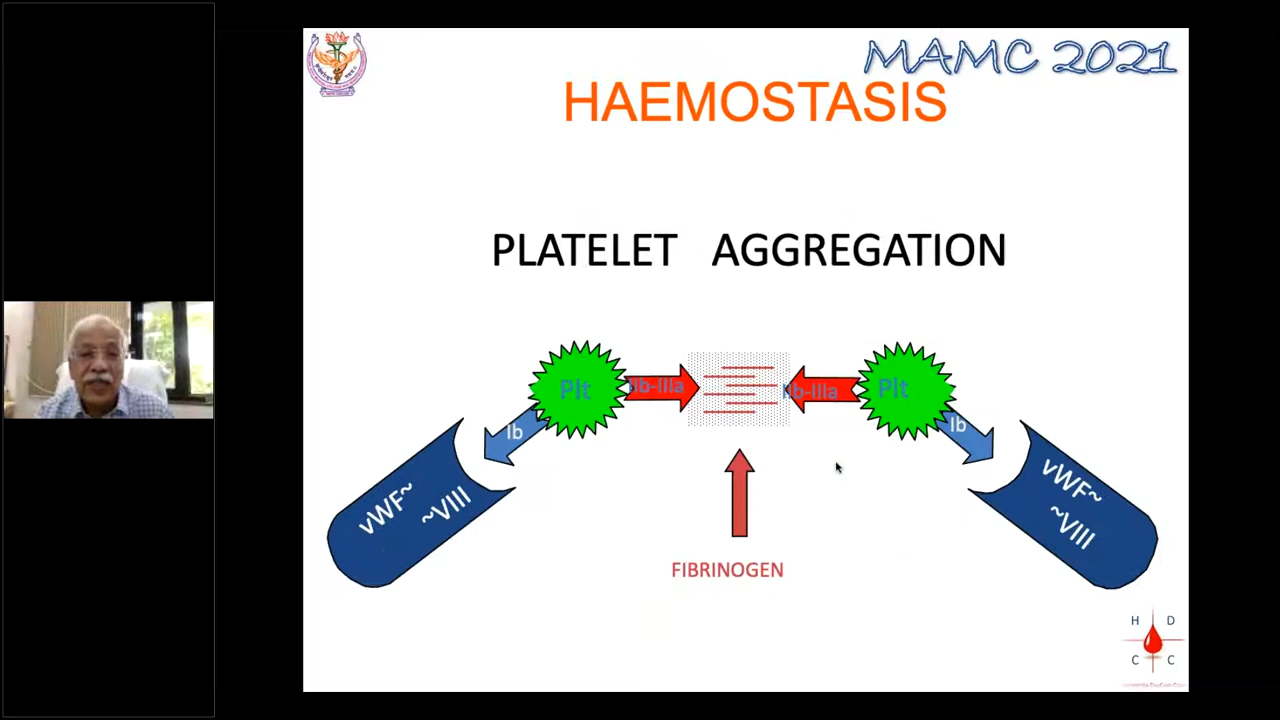 MAMC 2021
HAEMOSTASIS
PLATELET AGGREGATION
Plt
IIb-IIIa
IIb-IIIa
Plt
Ib
Ib
vWF~
~VIII
vWF~
~VIII
FIBRINOGEN
H D
C C